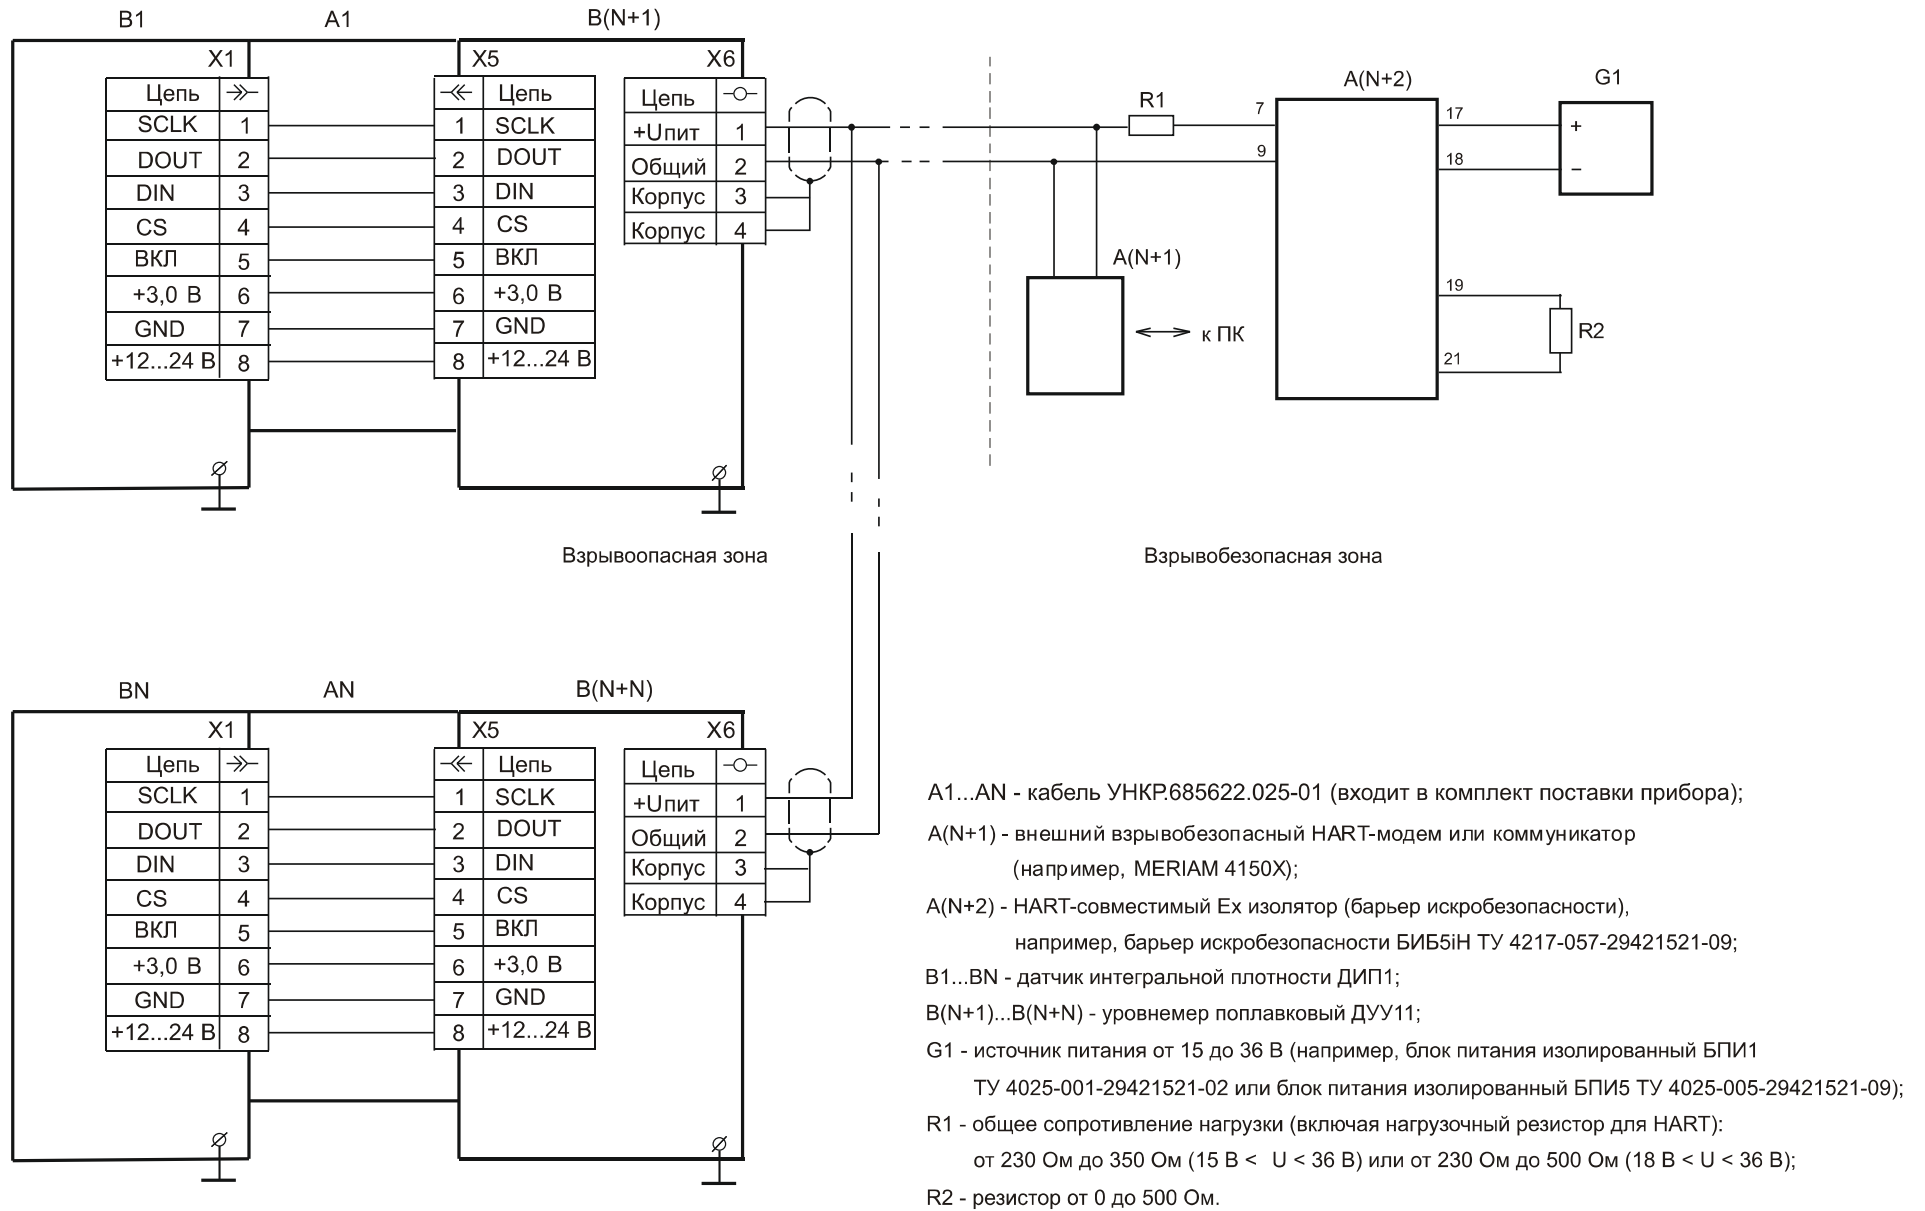 B1 A1 B(N+1)
X1 X5 X6
A(N+2) G1
Цепь Цепь Цепь
SCLK 1 1 SCLK +Uпит 1 R1 7 17 +
DOUT 2 2 DOUT Общий 2 9 18 –
DIN 3 3 DIN Корпус 3
CS 4 4 CS Корпус 4
ВКЛ 5 5 ВКЛ A(N+1)
+3,0 В 6 6 +3,0 В 19
GND 7 7 GND к ПК R2
+12...24 В 8 8 +12...24 В 21
Взрывоопасная зона Взрывобезопасная зона
BN AN B(N+N)
X1 X5 X6
Цепь Цепь Цепь
SCLK 1 1 SCLK +Uпит 1
DOUT 2 2 DOUT Общий 2
DIN 3 3 DIN Корпус 3
CS 4 4 CS Корпус 4
ВКЛ 5 5 ВКЛ
+3,0 В 6 6 +3,0 В
GND 7 7 GND
+12...24 В 8 8 +12...24 В
A1...AN - кабель УНКР.685622.025-01 (входит в комплект поставки прибора);
A(N+1) - внешний взрывобезопасный HART-модем или коммуникатор
(например, MERIAM 4150X);
A(N+2) - HART-совместимый Ex изолятор (барьер искробезопасности),
например, барьер искробезопасности БИБ5iH ТУ 4217-057-29421521-09;
B1...BN - датчик интегральной плотности ДИП1;
B(N+1)...B(N+N) - уровнемер поплавковый ДУУ11;
G1 - источник питания от 15 до 36 В (например, блок питания изолированный БПИ1
ТУ 4025-001-29421521-02 или блок питания изолированный БПИ5 ТУ 4025-005-29421521-09);
R1 - общее сопротивление нагрузки (включая нагрузочный резистор для HART):
от 230 Ом до 350 Ом (15 В < U < 36 В) или от 230 Ом до 500 Ом (18 В < U < 36 В);
R2 - резистор от 0 до 500 Ом.